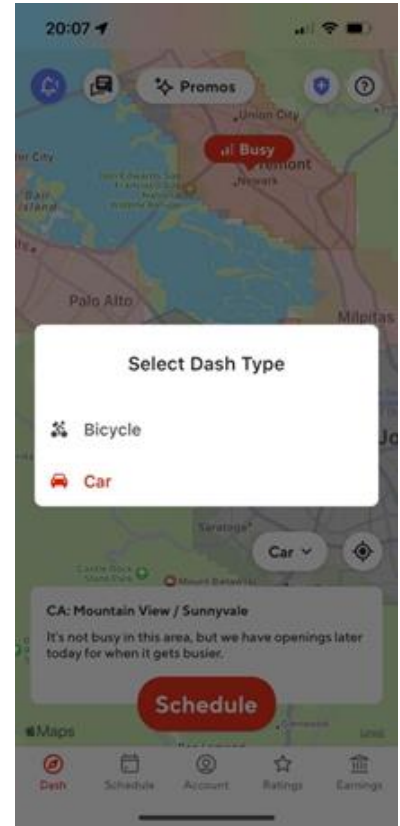 20:07
Promos
Union City
Busy
Fremont
Newark
Palo Alto
Milpitas
Select Dash Type
Bicycle
Car
Saratoga
Car
CA: Mountain View / Sunnyvale
It's not busy in this area, but we have openings later
today for when it gets busier.
Schedule
Maps
Legal
Dash
Schedule
Account
Ratings
Earnings